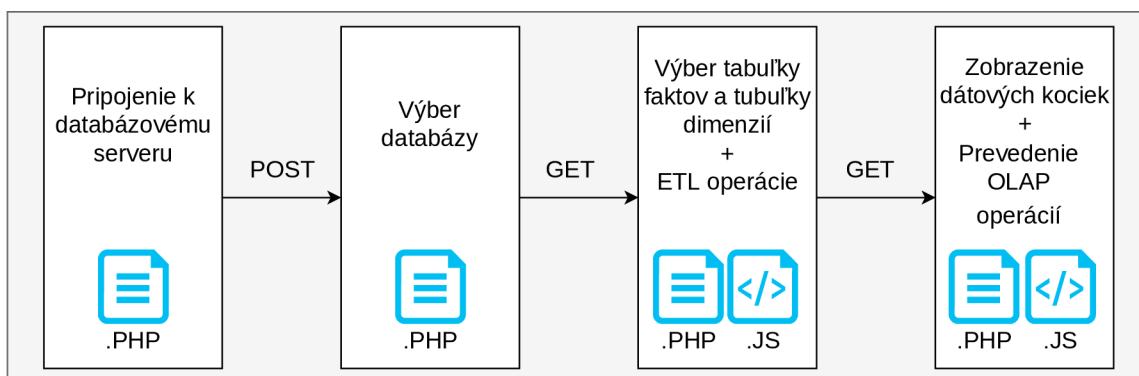 Pripojenie k
databázovému
serveru
.PHP
POST
Výber
databázy
.PHP
GET
Výber tabuľky
faktov a tubuľky
dimenzií
+
ETL operácie
.PHP
.JS
GET
Zobrazenie
dátových kociek
+
Prevedenie
OLAP
operácií
.PHP
.JS